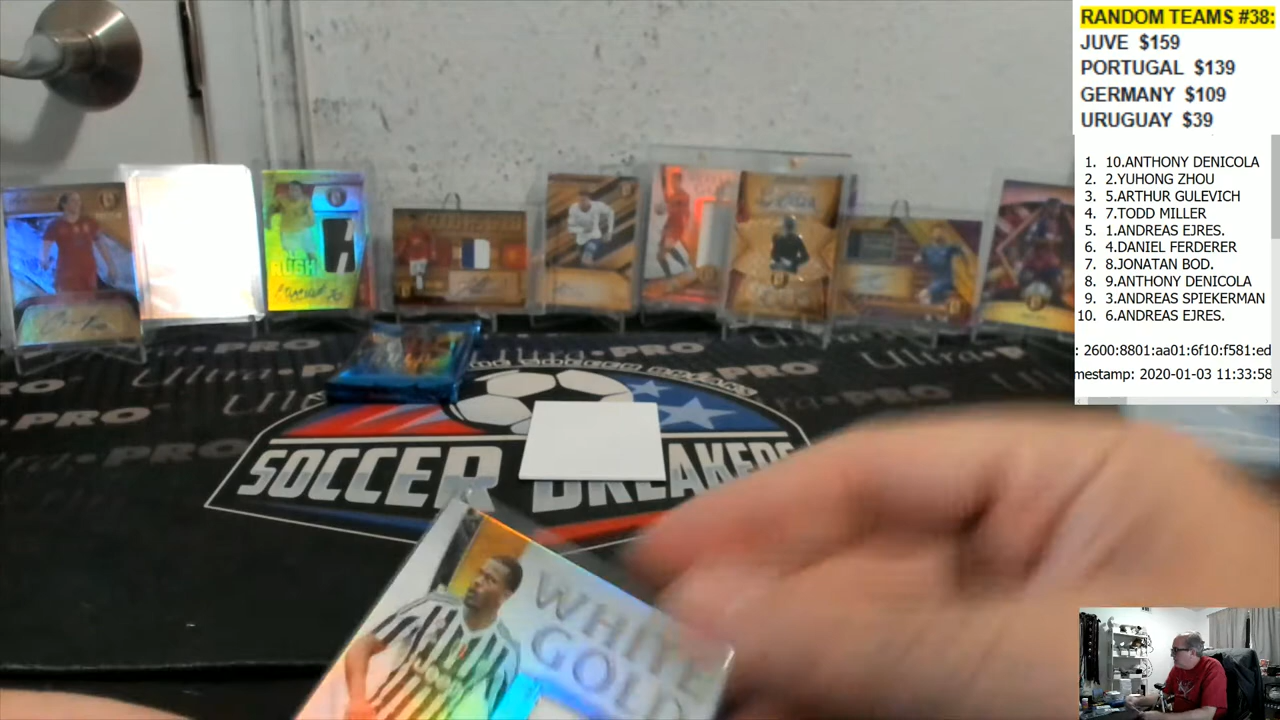 RANDOM TEAMS #38:
JUVE $159
PORTUGAL $139
GERMANY $109
URUGUAY $39
1. 10.ANTHONY DENICOLA
2. 2.YUHONG ZHOU
3. 5.ARTHUR GULEVICH
4. 7.TODD MILLER
5. 1.ANDREAS EJRES.
6. 4.DANIEL FERDERER
7. 8.JONATAN BOD.
8. 9.ANTHONY DENICOLA
9. 3.ANDREAS SPIEKERMAN
10. 6.ANDREAS EJRES.
: 2600:8801:aa01:6f10:f581:ed
mestamp: 2020-01-03 11:33:58
RUSH
Ultra PRO
SOCCER BREAKERS
WHITE
GOLD